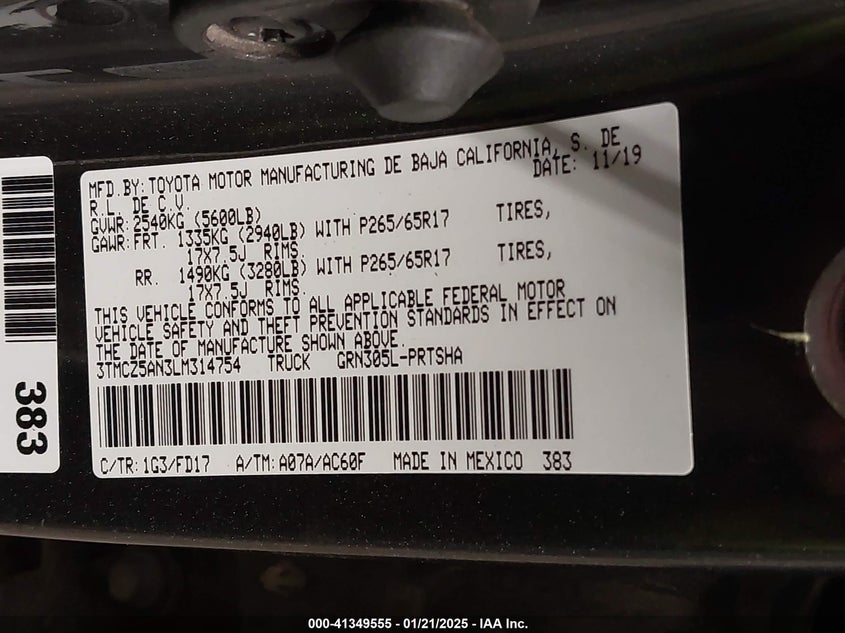 MFD.BY:TOYOTA MOTOR MANUFACTURING DE BAJA CALIFORNIA, S. DE
R.L. DE C.V. DATE: 11/19
GVWR:2540KG (5600LB)
GAWR:FRT. 1335KG (2940LB) WITH P265/65R17 TIRES,
17X7.5J RIMS.
RR. 1490KG (3280LB) WITH P265/65R17 TIRES,
17X7.5J RIMS.
THIS VEHICLE CONFORMS TO ALL APPLICABLE FEDERAL MOTOR
VEHICLE SAFETY AND THEFT PREVENTION STANDARDS IN EFFECT ON
THE DATE OF MANUFACTURE SHOWN ABOVE.
3TMCZ5AN3LM314754 TRUCK GRN305L-PRTSHA
C/TR:1G3/FD17 A/TM:A07A/AC60F MADE IN MEXICO 383
383
000-41349555 - 01/21/2025 - IAA Inc.